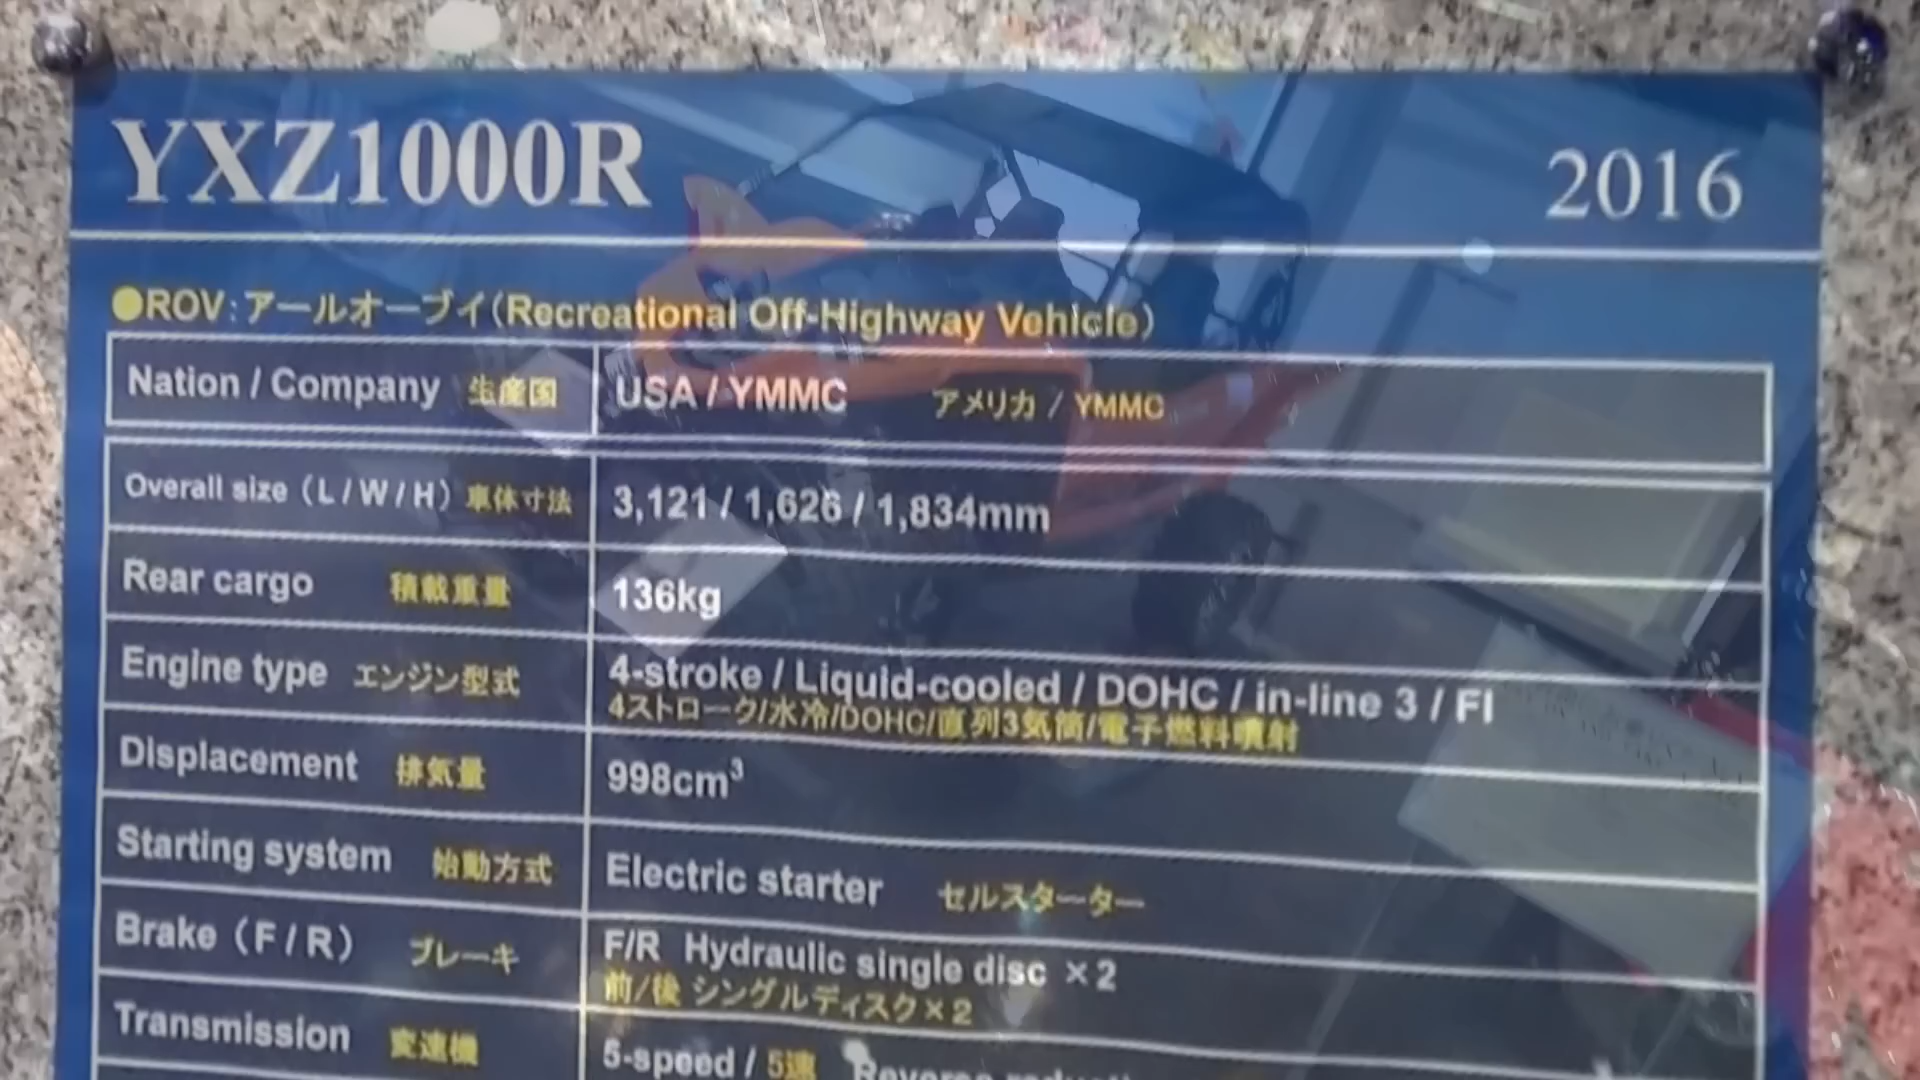 YXZ1000R 2016
●ROV:アールオーブイ(Recreational Off-Highway Vehicle)
Nation / Company 生産国 USA / YMMC アメリカ / YMMC
Overall size (L / W / H) 車体寸法 3,121 / 1,626 / 1,834mm
Rear cargo 積載重量 136kg
Engine type エンジン型式 4-stroke / Liquid-cooled / DOHC / in-line 3 / FI
4ストローク/水冷/DOHC/直列3気筒/電子燃料噴射
Displacement 排気量 998cm³
Starting system 始動方式 Electric starter セルスターター
Brake (F / R) ブレーキ F/R Hydraulic single disc ×2
前/後 シングルディスク×2
Transmission 変速機 5-speed / 5速 Reverse